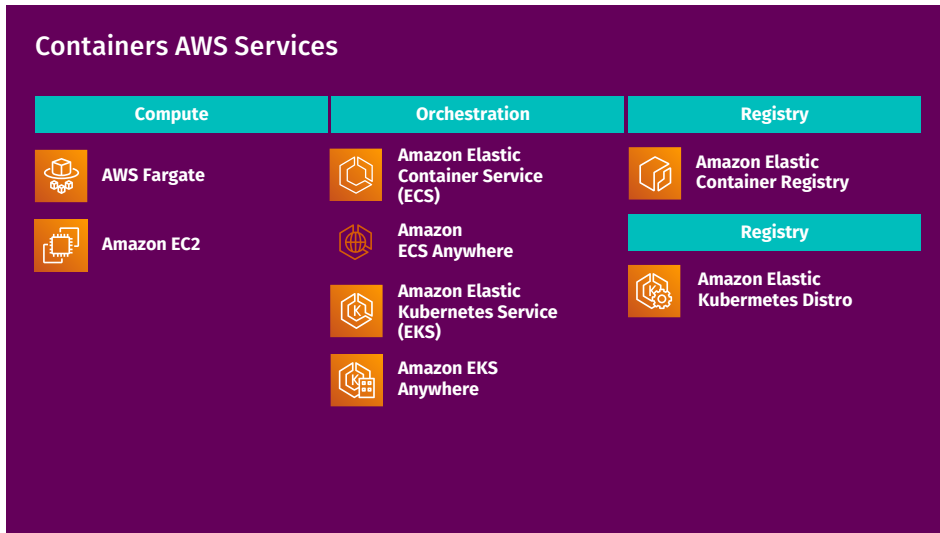 Containers AWS Services
Compute
AWS Fargate
Amazon EC2
Orchestration
Amazon Elastic
Container Service
(ECS)
Amazon
ECS Anywhere
Amazon Elastic
Kubernetes Service
(EKS)
Amazon EKS
Anywhere
Registry
Amazon Elastic
Container Registry
Registry
Amazon Elastic
Kubermetes Distro